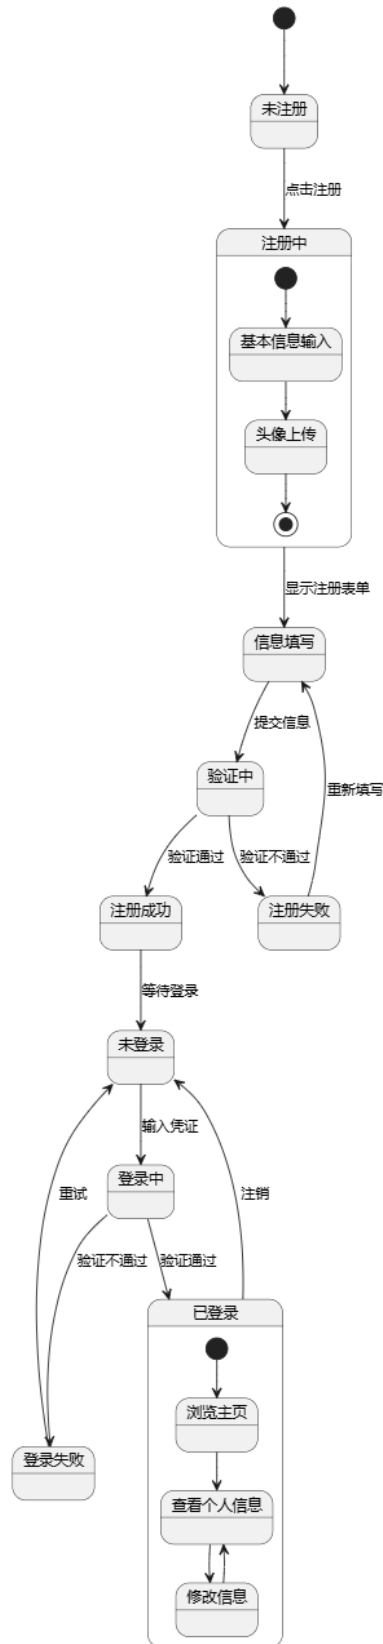 未注册
点击注册
注册中
基本信息输入
头像上传
显示注册表单
信息填写
提交信息
验证中
重新填写
验证通过
验证不通过
注册成功
注册失败
等待登录
未登录
输入凭证
登录中
重试
注销
验证不通过
验证通过
已登录
浏览主页
登录失败
查看个人信息
修改信息